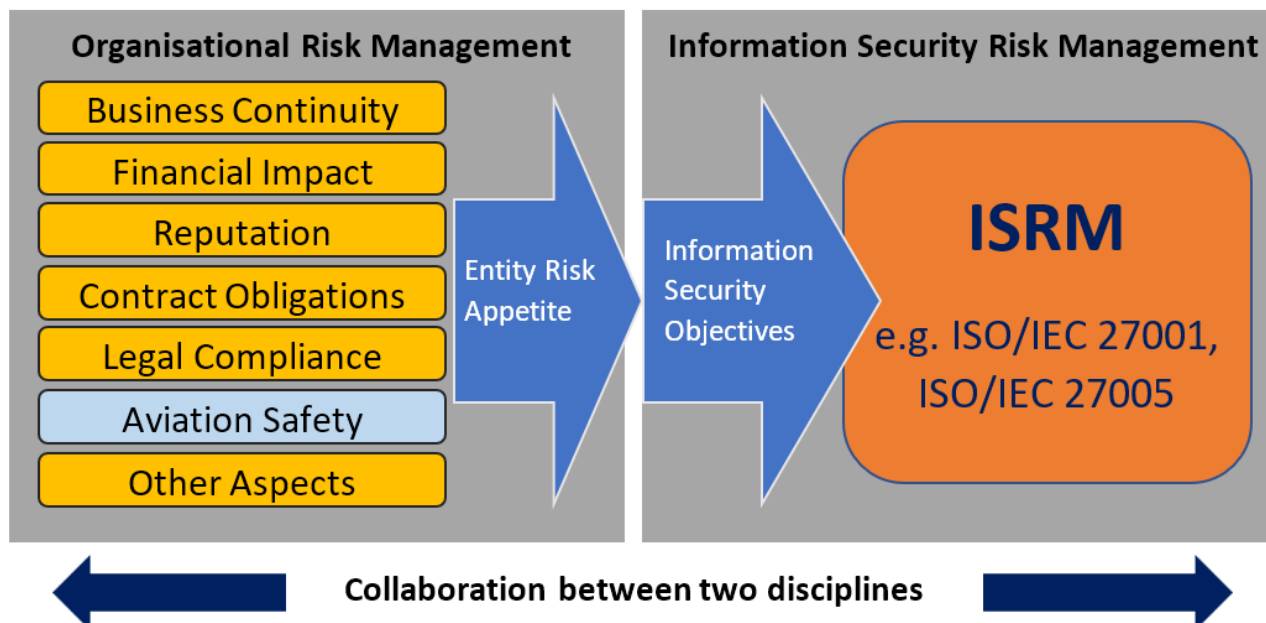 Organisational Risk Management
Business Continuity
Financial Impact
Reputation
Contract Obligations
Legal Compliance
Aviation Safety
Other Aspects
Entity Risk
Appetite
Information Security Risk Management
Information
Security
Objectives
ISRM
e.g. ISO/IEC 27001,
ISO/IEC 27005
Collaboration between two disciplines